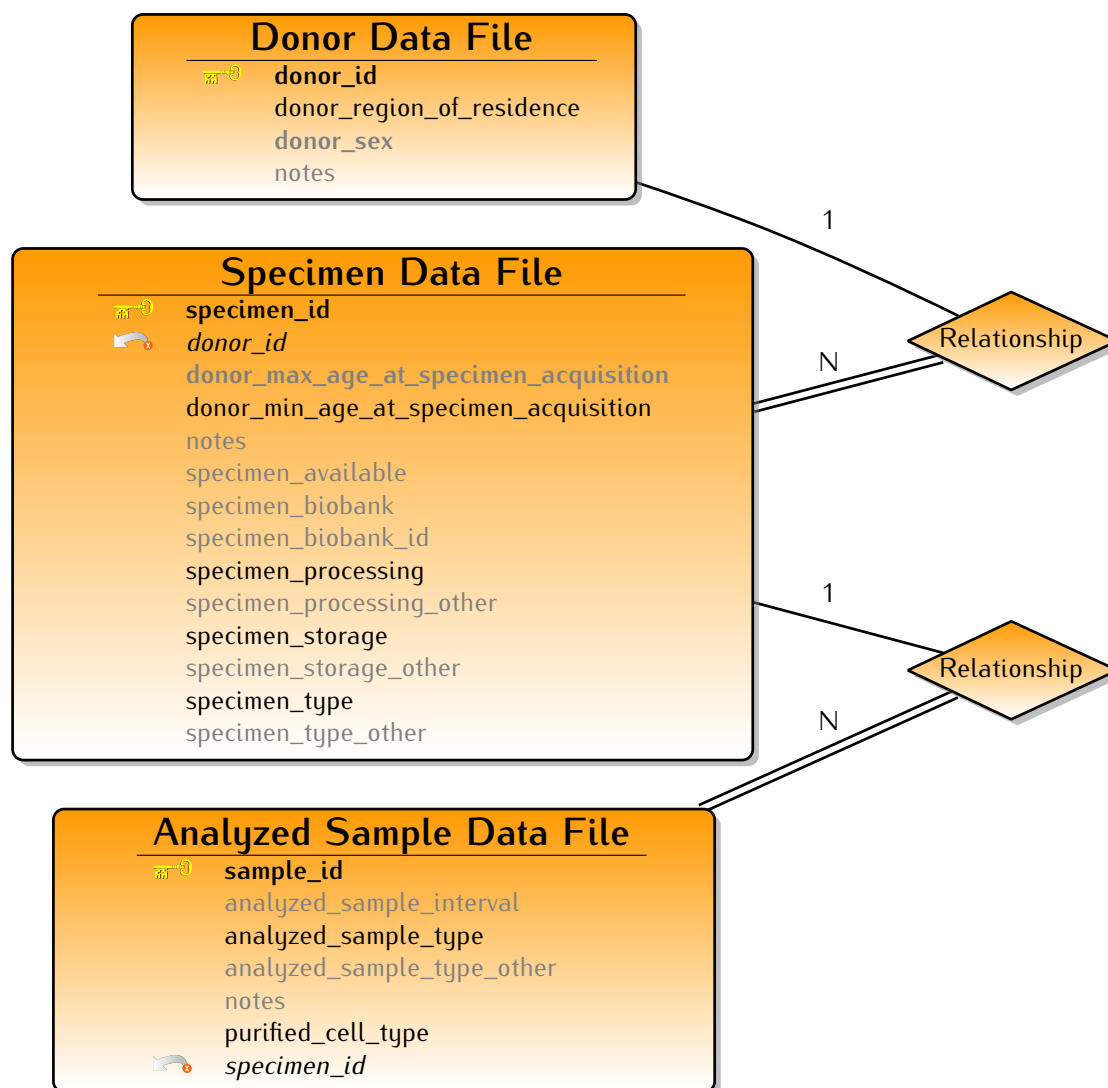 Donor Data File
donor_id
donor_region_of_residence
donor_sex
notes
1
Specimen Data File
specimen_id
donor_id
donor_max_age_at_specimen_acquisition
donor_min_age_at_specimen_acquisition
notes
specimen_available
specimen_biobank
specimen_biobank_id
specimen_processing
specimen_processing_other
specimen_storage
specimen_storage_other
specimen_type
specimen_type_other
Relationship
N
1
Relationship
N
Analyzed Sample Data File
sample_id
analyzed_sample_interval
analyzed_sample_type
analyzed_sample_type_other
notes
purified_cell_type
specimen_id